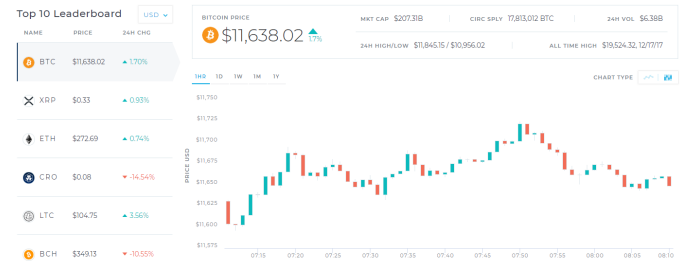 Top 10 Leaderboard
USD
NAME PRICE 24H CHG
BTC $11,638.02 1.70%
XRP $0.33 0.93%
ETH $272.69 0.74%
CRO $0.08 -14.54%
LTC $104.75 3.56%
BCH $349.13 -10.55%
BITCOIN PRICE
$11,638.02 1.7%
MKT CAP $207.31B
CIRC SPLY 17,813,012 BTC
24H VOL $6.38B
24H HIGH/LOW $11,845.15 / $10,956.02
ALL TIME HIGH $19,524.32, 12/17/17
1HR 1D 1W 1M 1Y
CHART TYPE
PRICE USD
$11,750
$11,725
$11,700
$11,675
$11,650
$11,625
$11,600
$11,575
07:15 07:20 07:25 07:30 07:35 07:40 07:45 07:50 07:55 08:00 08:05 08:10